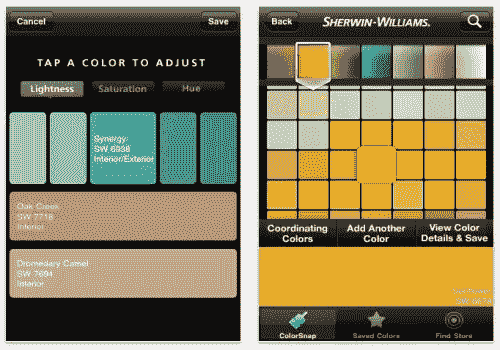 Cancel
Save
TAP A COLOR TO ADJUST
Lightness
Saturation
Hue
Synergy
SW 6938
Interior/Exterior
Oak Creek
SW 7718
Interior
Dromedary Camel
SW 7694
Interior
Back
SHERWIN-WILLIAMS.
Coordinating
Colors
Add Another
Color
View Color
Details & Save
ColorSnap
Saved Colors
Find Store